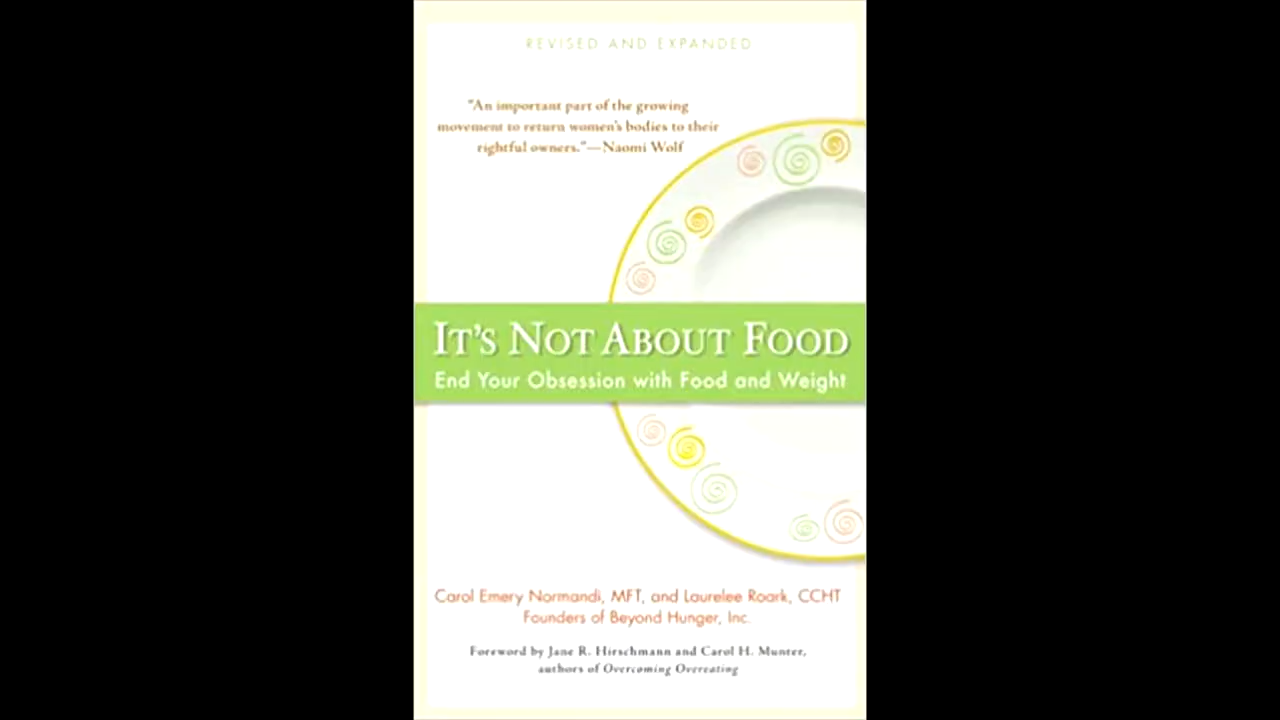 REVISED AND EXPANDED
"An important part of the growing
movement to return women's bodies to their
rightful owners."—Naomi Wolf
IT'S NOT ABOUT FOOD
End Your Obsession with Food and Weight
Carol Emery Normandi, MFT, and Laurelee Roark, CCHT
Founders of Beyond Hunger, Inc.
Foreword by Jane R. Hirschmann and Carol H. Munter,
authors of Overcoming Overeating